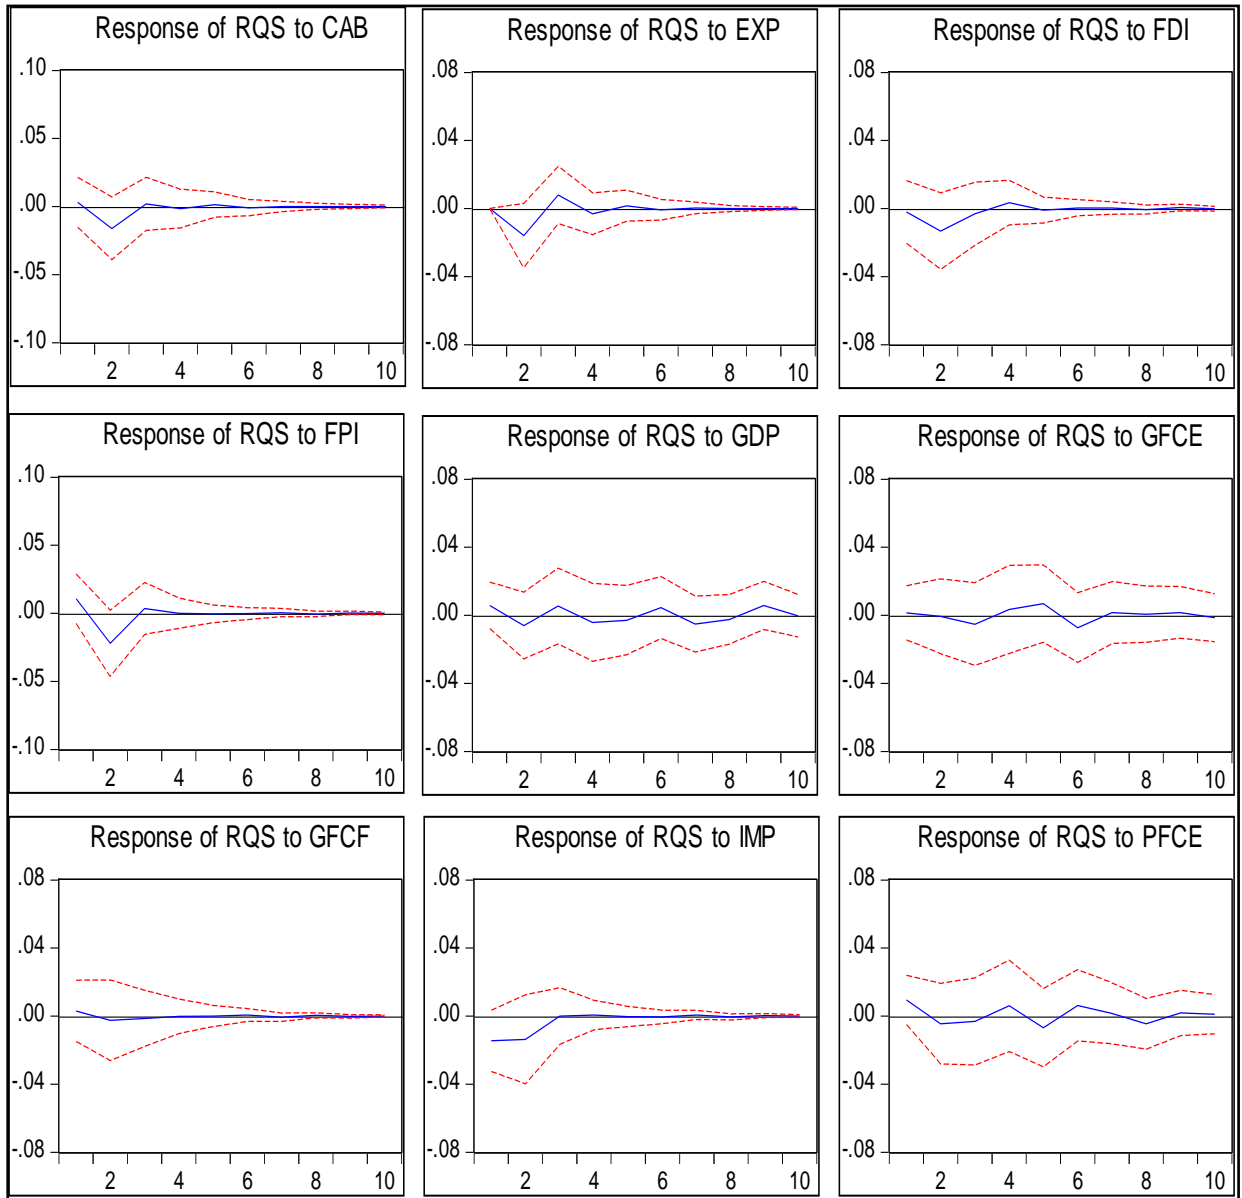 Response of RQS to CAB
.10
.05
.00
-.05
-.10
2 4 6 8 10
Response of RQS to EXP
.08
.04
.00
-.04
-.08
2 4 6 8 10
Response of RQS to FDI
.08
.04
.00
-.04
-.08
2 4 6 8 10
Response of RQS to FPI
.10
.05
.00
-.05
-.10
2 4 6 8 10
Response of RQS to GDP
.08
.04
.00
-.04
-.08
2 4 6 8 10
Response of RQS to GFCE
.08
.04
.00
-.04
-.08
2 4 6 8 10
Response of RQS to GFCF
.08
.04
.00
-.04
-.08
2 4 6 8 10
Response of RQS to IMP
.08
.04
.00
-.04
-.08
2 4 6 8 10
Response of RQS to PFCE
.08
.04
.00
-.04
-.08
2 4 6 8 10